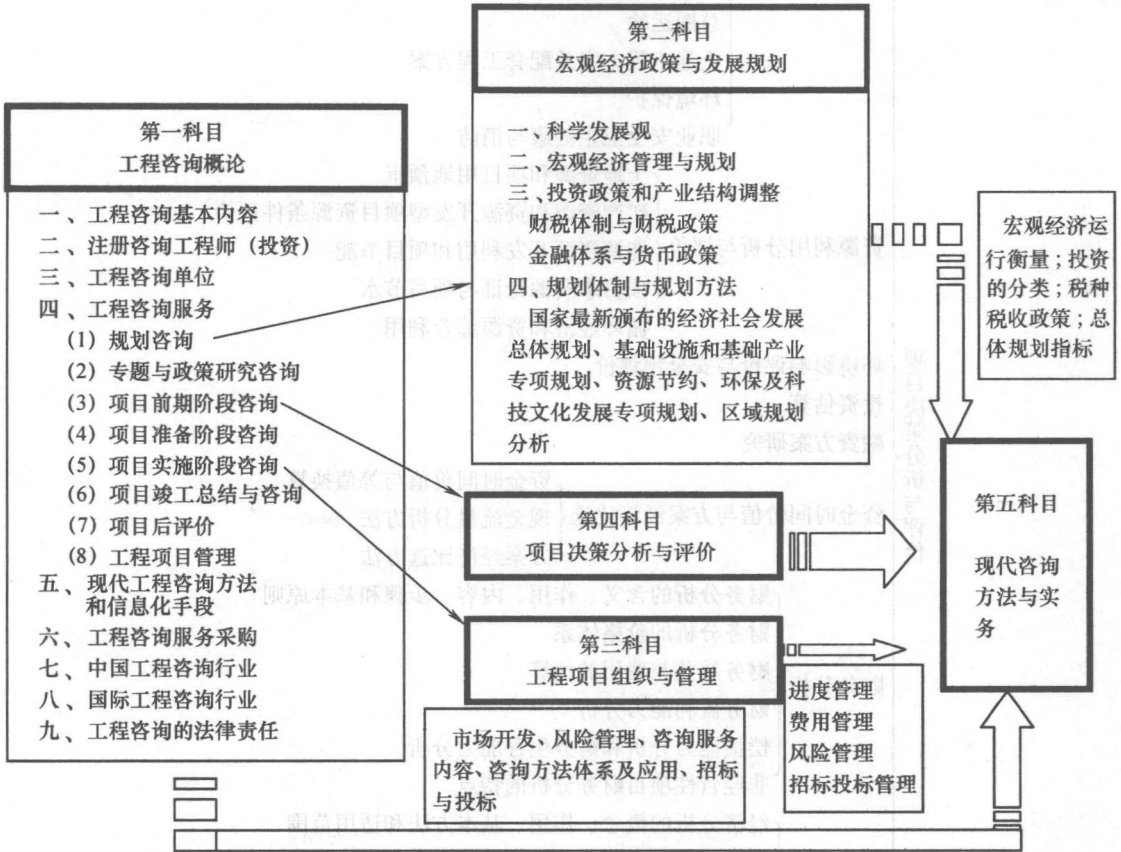 第一科目
工程咨询概论
一、工程咨询基本内容
二、注册咨询工程师（投资）
三、工程咨询单位
四、工程咨询服务
(1) 规划咨询
(2) 专题与政策研究咨询
(3) 项目前期阶段咨询
(4) 项目准备阶段咨询
(5) 项目实施阶段咨询
(6) 项目竣工总结与咨询
(7) 项目后评价
(8) 工程项目管理
五、现代工程咨询方法
和信息化手段
六、工程咨询服务采购
七、中国工程咨询行业
八、国际工程咨询行业
九、工程咨询的法律责任
第二科目
宏观经济政策与发展规划
一、科学发展观
二、宏观经济管理与规划
三、投资政策和产业结构调整
财税体制与财税政策
金融体系与货币政策
四、规划体制与规划方法
国家最新颁布的经济社会发展
总体规划、基础设施和基础产业
专项规划、资源节约、环保及科
技文化发展专项规划、区域规划
分析
第四科目
项目决策分析与评价
第三科目
工程项目组织与管理
市场开发、风险管理、咨询服务
内容、咨询方法体系及应用、招标
与投标
进度管理
费用管理
风险管理
招标投标管理
宏观经济运
行衡量；投资
的分类；税种
税收政策；总
体规划指标
第五科目
现代咨询
方法与实
务